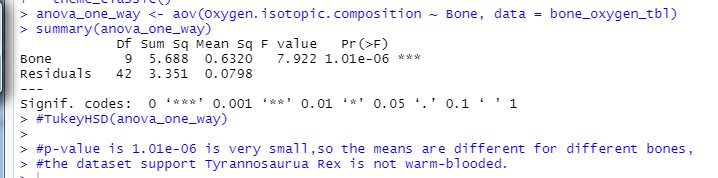 > anova_one_way <- aov(Oxygen.isotopic.composition ~ Bone, data = bone_oxygen_tbl)
> summary(anova_one_way)
            Df Sum Sq Mean Sq F value   Pr(>F)
Bone         9  5.688  0.6320   7.922 1.01e-06 ***
Residuals   42  3.351  0.0798
---
Signif. codes:  0 ‘***’ 0.001 ‘**’ 0.01 ‘*’ 0.05 ‘.’ 0.1 ‘ ’ 1
> #TukeyHSD(anova_one_way)
>
> #p-value is 1.01e-06 is very small,so the means are different for different bones,
> #the dataset support Tyrannosaurua Rex is not warm-blooded.
>